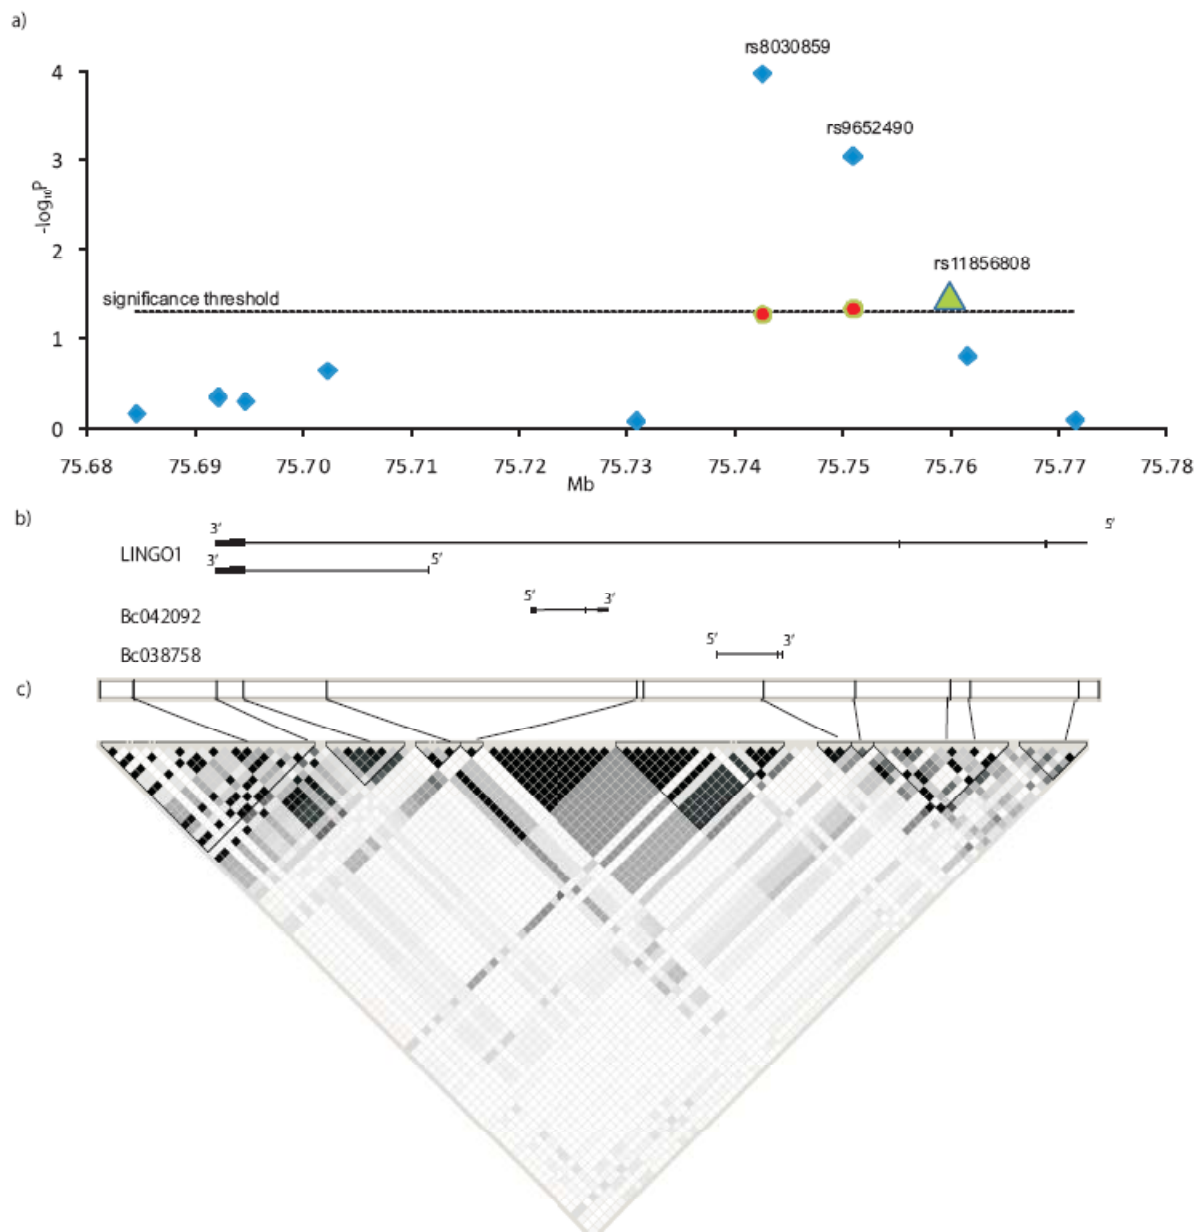 a)
rs8030859
4
rs9652490
3
-log₁₀P
2
rs11856808
significance threshold
1
0
75.68 75.69 75.70 75.71 75.72 75.73 75.74 75.75 75.76 75.77 75.78
Mb
b)
3' 5'
LINGO1
3' 5'
5' 3'
Bc042092
5' 3'
Bc038758
c)